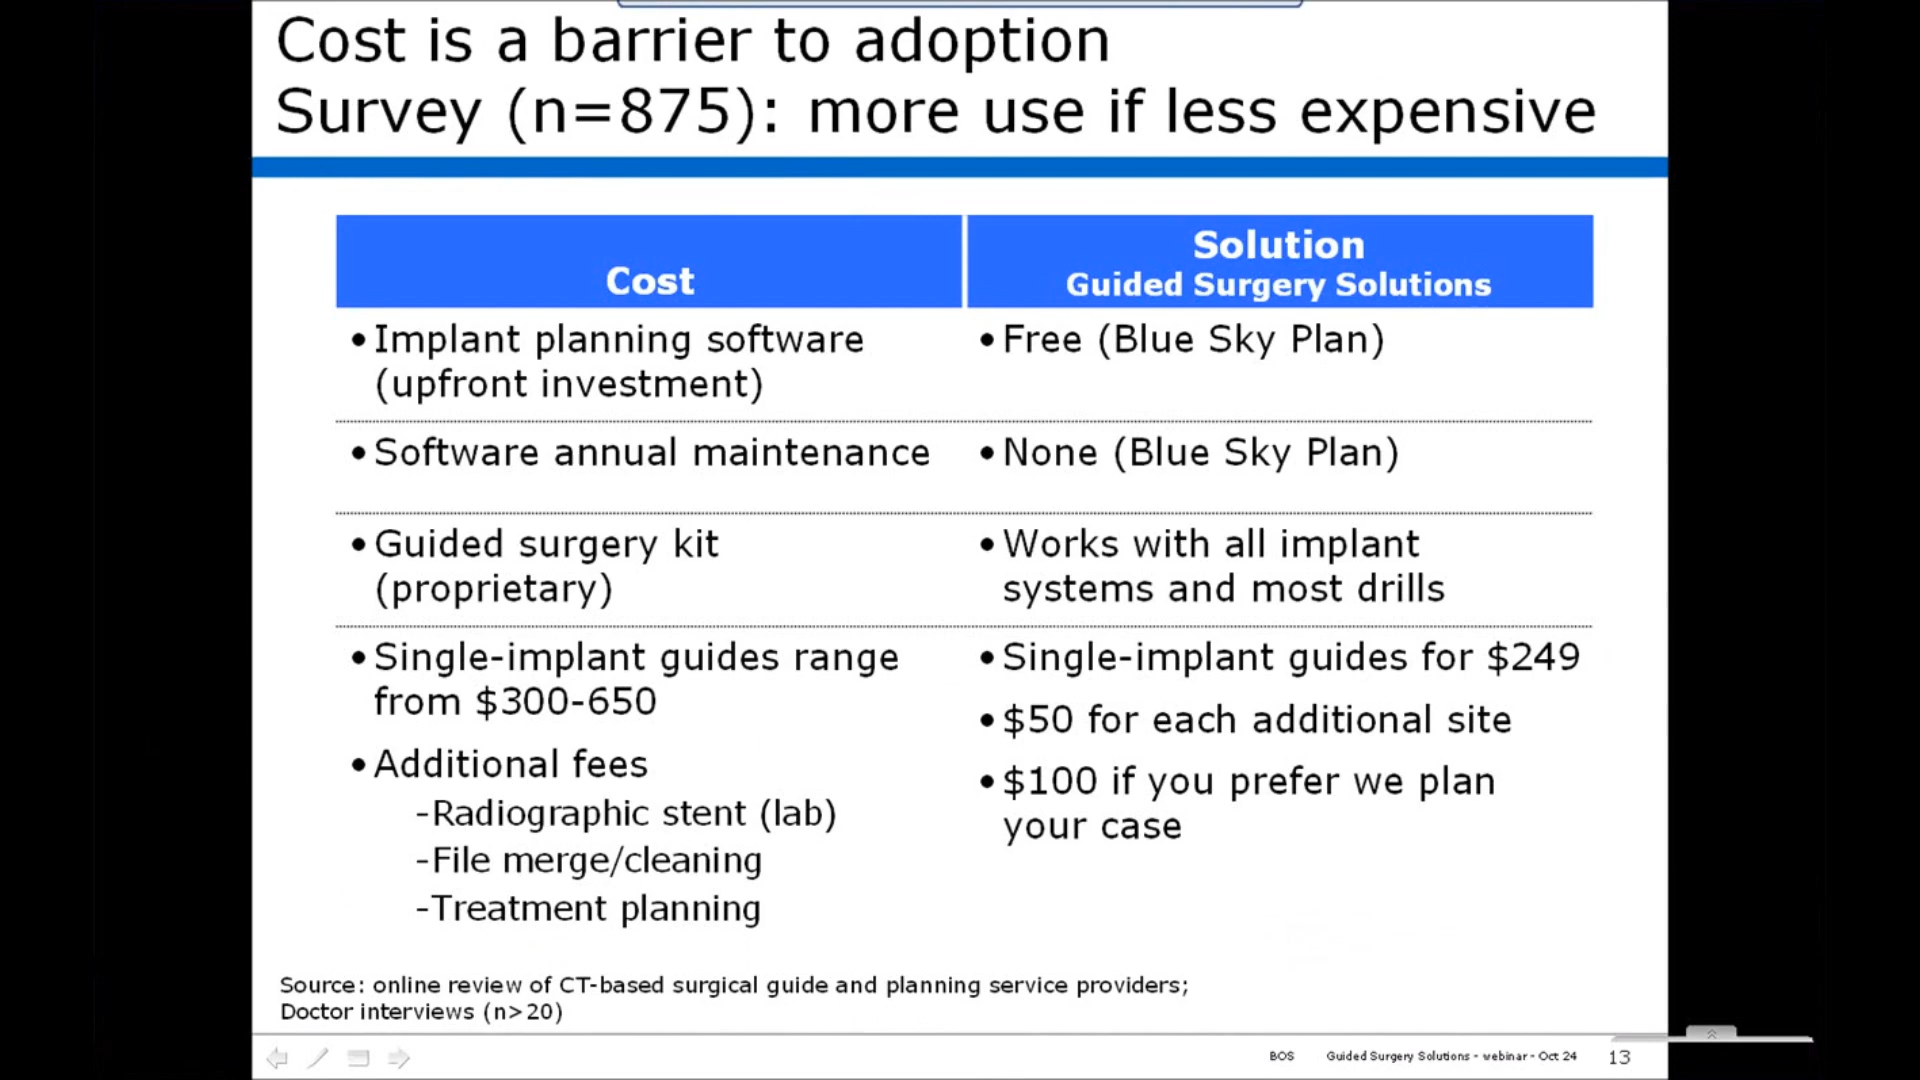 Cost is a barrier to adoption
Survey (n=875): more use if less expensive
Cost
Solution
Guided Surgery Solutions
•Implant planning software
(upfront investment)
•Free (Blue Sky Plan)
•Software annual maintenance
•None (Blue Sky Plan)
•Guided surgery kit
(proprietary)
•Works with all implant
systems and most drills
•Single-implant guides range
from $300-650
•Additional fees
-Radiographic stent (lab)
-File merge/cleaning
-Treatment planning
•Single-implant guides for $249
•$50 for each additional site
•$100 if you prefer we plan
your case
Source: online review of CT-based surgical guide and planning service providers;
Doctor interviews (n>20)
BOS Guided Surgery Solutions - webinar - Oct 24 13